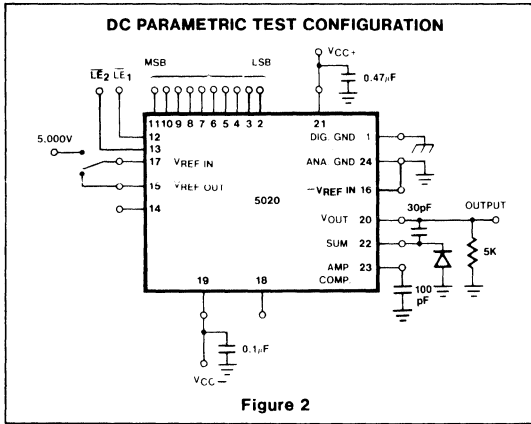 DC PARAMETRIC TEST CONFIGURATION
VCC+
MSB LSB
LE2 LE1
0.47µF
11 10 9 8 7 6 5 4 3 2 21
12 DIG. GND 1
5.000V
13
17 VREF IN ANA GND 24
15 VREF OUT −VREF IN 16
14 5020 VOUT 20 30pF OUTPUT
SUM 22 5K
AMP 23
COMP.
100
pF
19 18
0.1µF
VCC−
Figure 2